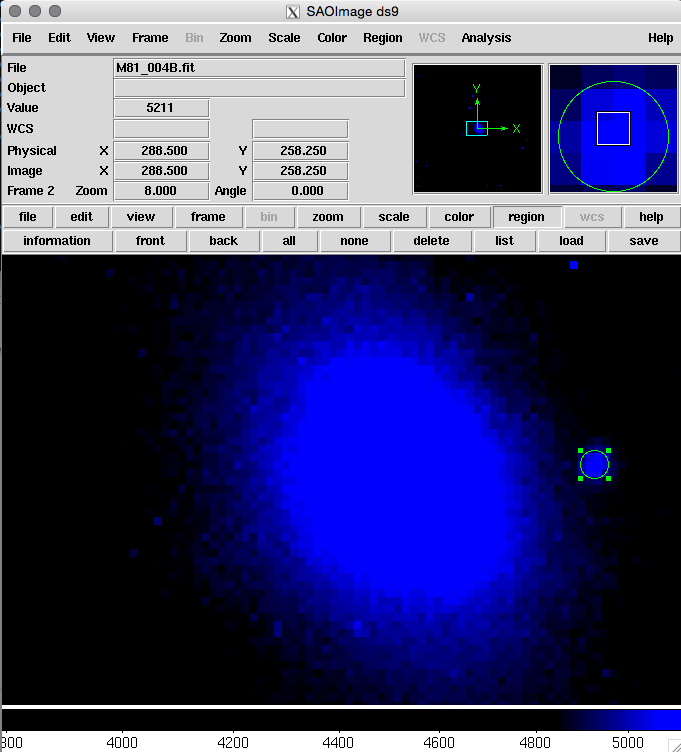 SAOImage ds9
File Edit View Frame Bin Zoom Scale Color Region WCS Analysis Help
File M81_004B.fit
Object
Value 5211
WCS
Physical X 288.500 Y 258.250
Image X 288.500 Y 258.250
Frame 2 Zoom 8.000 Angle 0.000
Y
X
file edit view frame bin zoom scale color region wcs help
information front back all none delete list load save
800 4000 4200 4400 4600 4800 5000